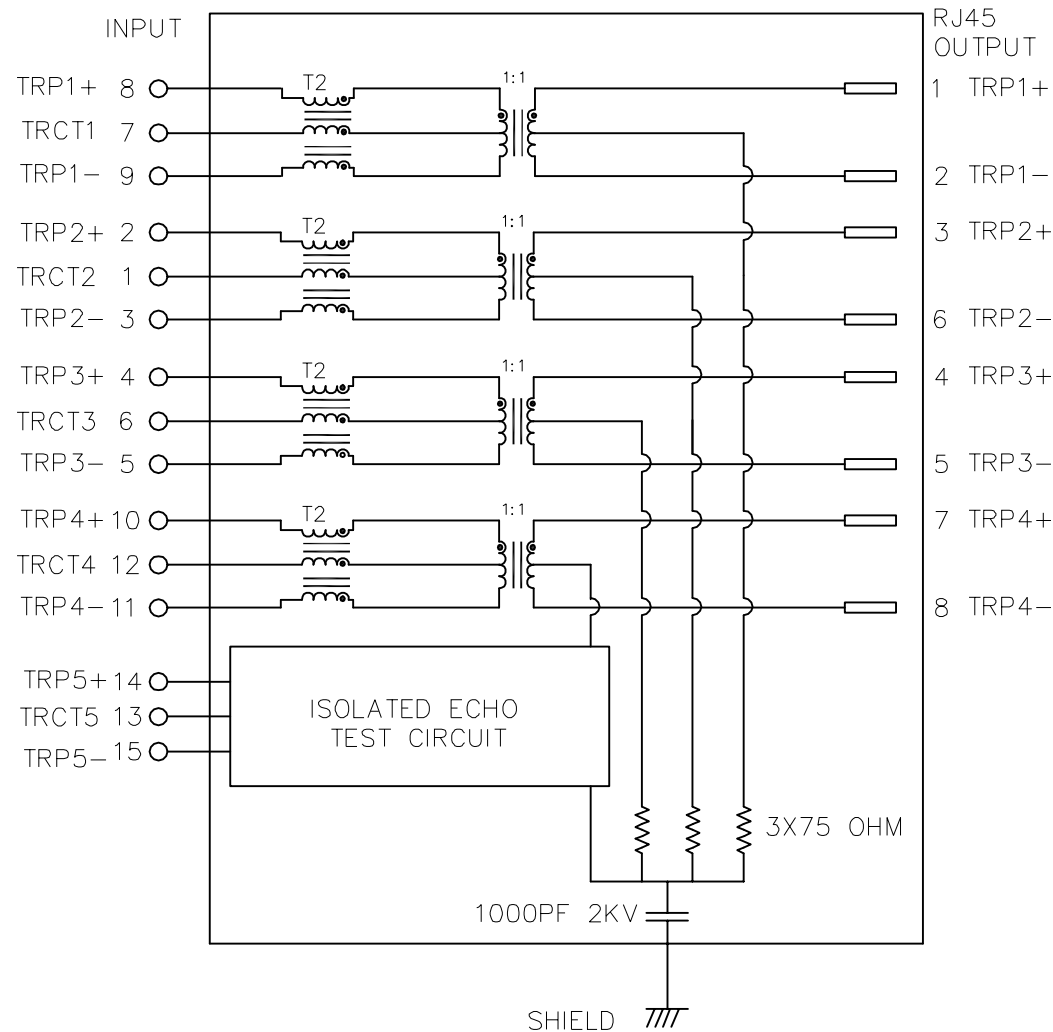 INPUT
RJ45
OUTPUT
TRP1+ 8 T2 1:1 1 TRP1+
TRCT1 7
TRP1- 9 2 TRP1-
TRP2+ 2 T2 1:1 3 TRP2+
TRCT2 1
TRP2- 3 6 TRP2-
TRP3+ 4 T2 1:1 4 TRP3+
TRCT3 6
TRP3- 5 5 TRP3-
TRP4+ 10 T2 1:1 7 TRP4+
TRCT4 12
TRP4- 11 8 TRP4-
TRP5+ 14
TRCT5 13
TRP5- 15
ISOLATED ECHO
TEST CIRCUIT
3X75 OHM
1000PF 2KV
SHIELD